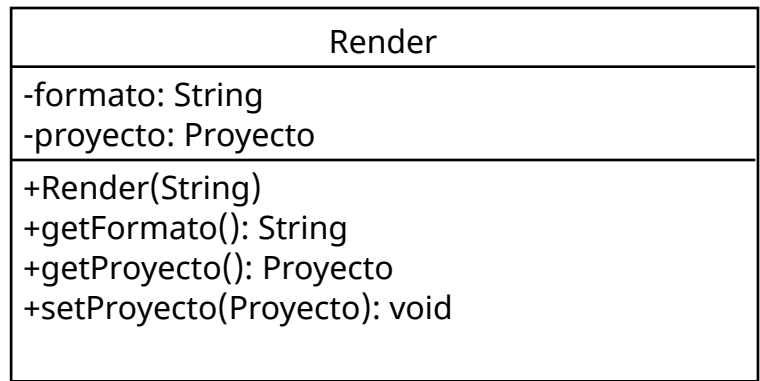 Render
-formato: String
-proyecto: Proyecto
+Render(String)
+getFormato(): String
+getProyecto(): Proyecto
+setProyecto(Proyecto): void